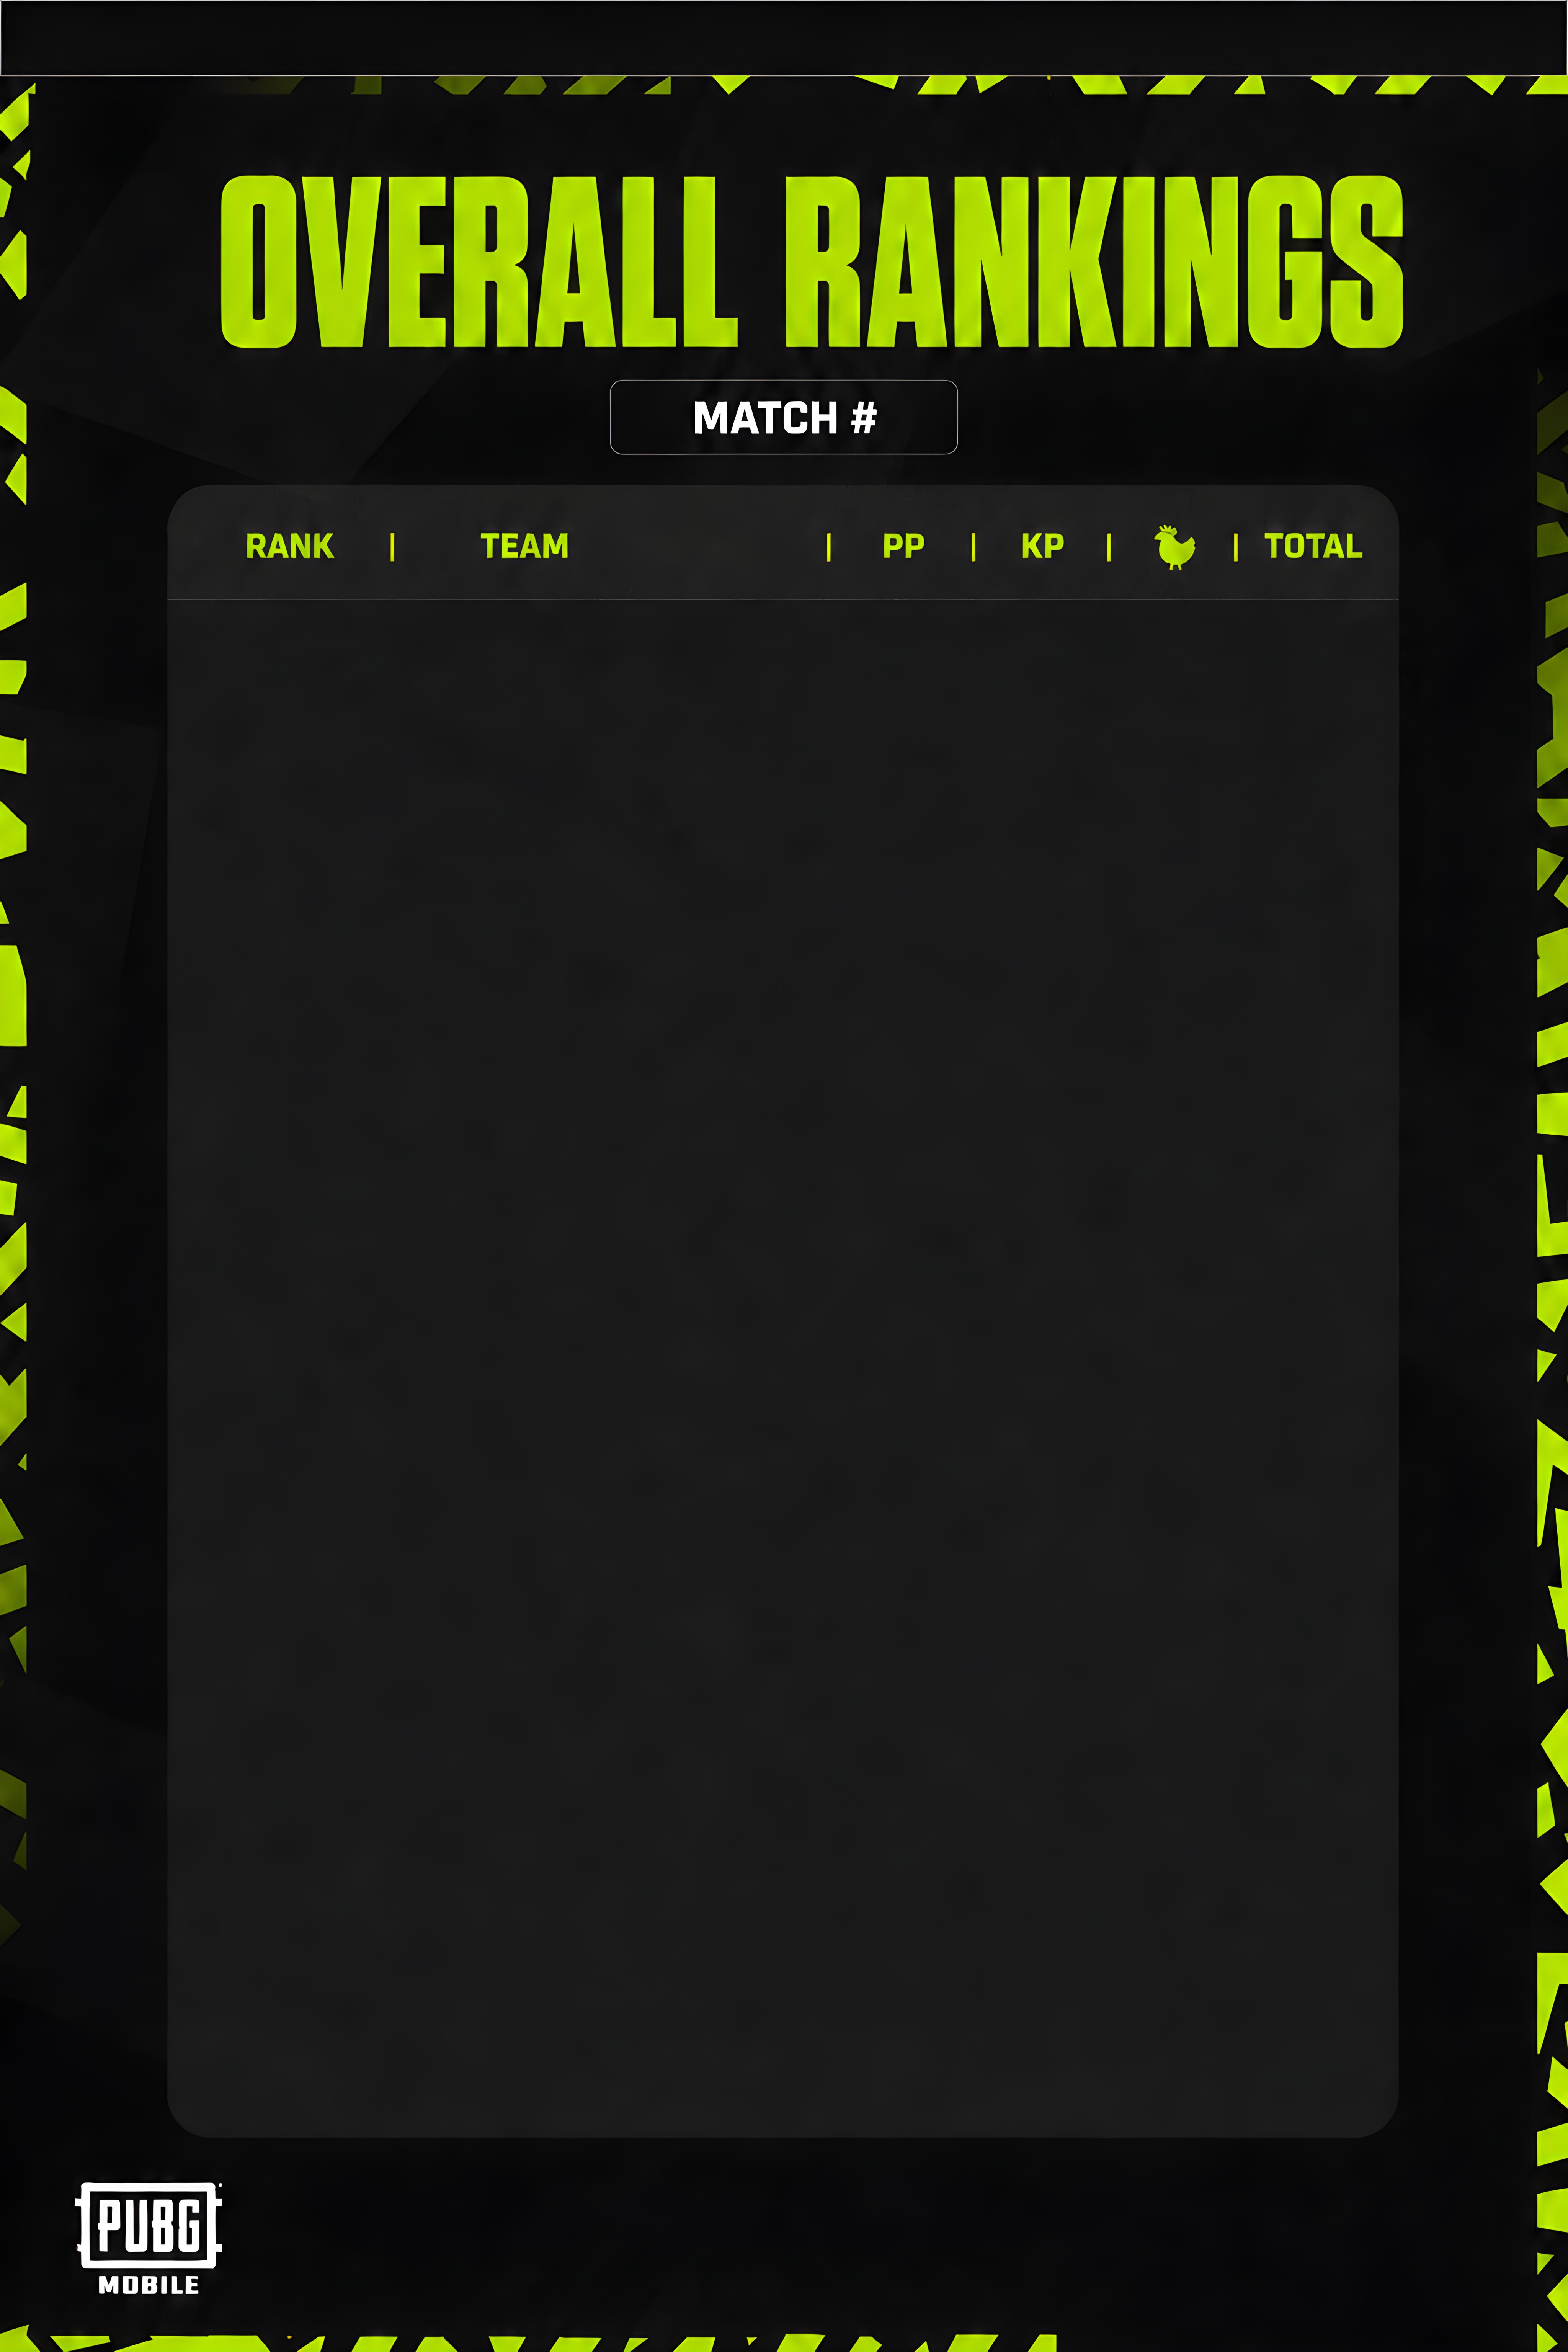 OVERALL RANKINGS
MATCH #
RANK | TEAM | PP | KP | | TOTAL
PUBG
MOBILE